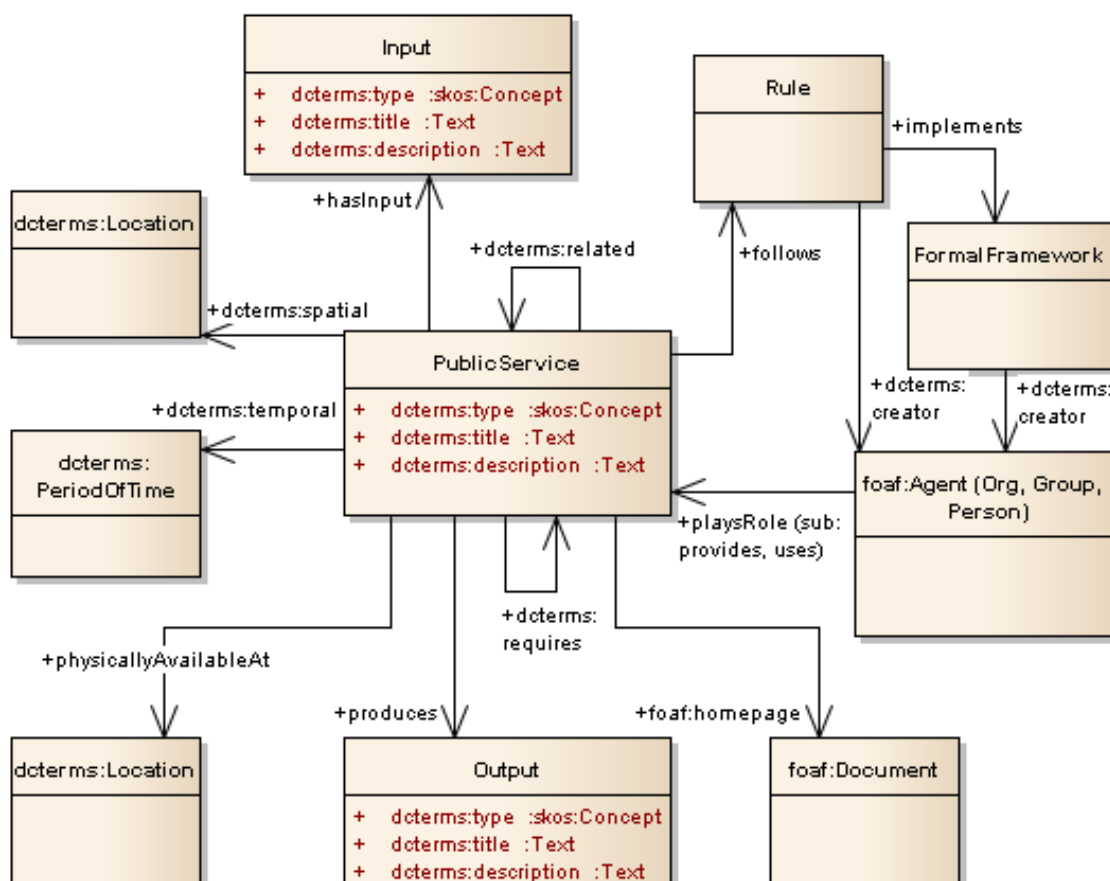 Input
+ dcterms:type :skos:Concept
+ dcterms:title :Text
+ dcterms:description :Text
Rule
+implements
+hasInput
dcterms:Location
+dcterms:related
+follows
FormalFramework
+dcterms:spatial
PublicService
+ dcterms:type :skos:Concept
+ dcterms:title :Text
+ dcterms:description :Text
+dcterms:
creator
+dcterms:
creator
+dcterms:temporal
dcterms:
PeriodOfTime
foaf:Agent (Org, Group,
Person)
+playsRole (sub:
provides, uses)
+dcterms:
requires
+physicallyAvailableAt
+produces
+foaf:homepage
dcterms:Location
Output
+ dcterms:type :skos:Concept
+ dcterms:title :Text
+ dcterms:description :Text
foaf:Document